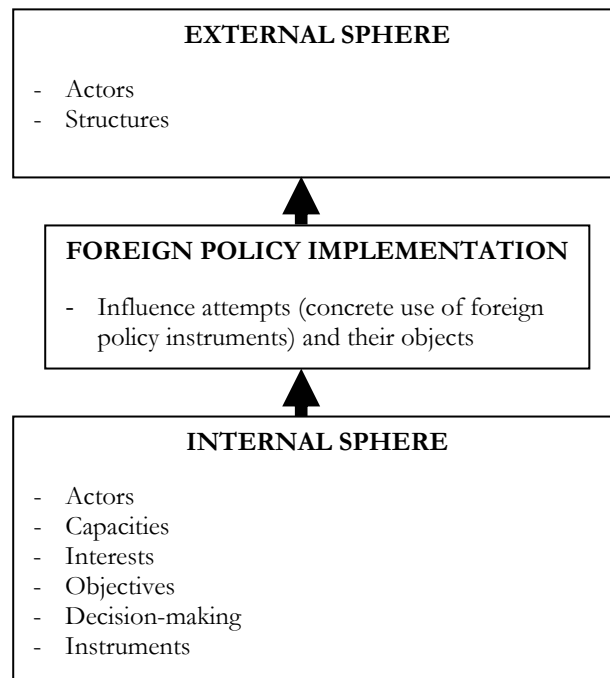 EXTERNAL SPHERE
- Actors
- Structures
FOREIGN POLICY IMPLEMENTATION
- Influence attempts (concrete use of foreign
policy instruments) and their objects
INTERNAL SPHERE
- Actors
- Capacities
- Interests
- Objectives
- Decision-making
- Instruments